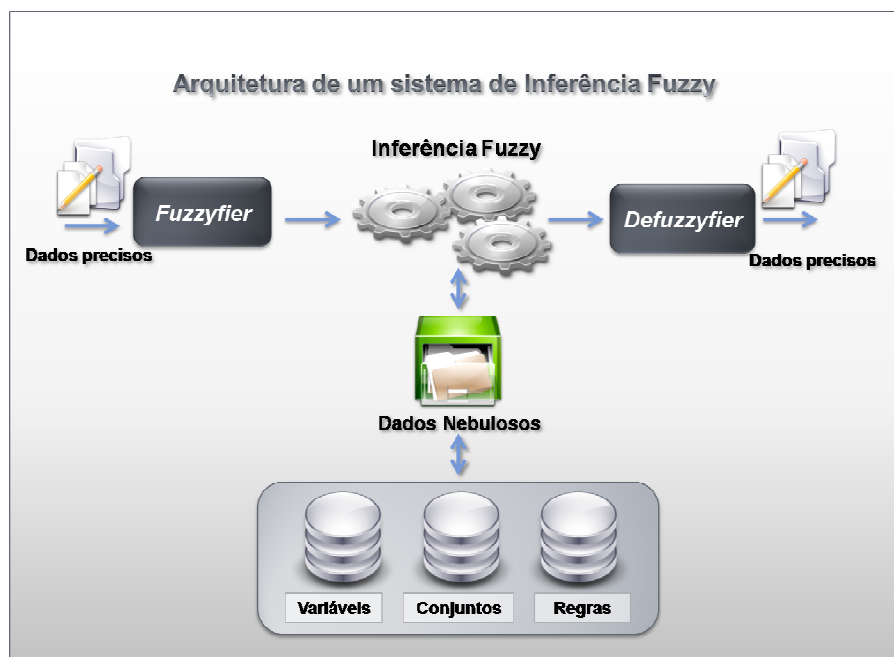 Arquitetura de um sistema de Inferência Fuzzy
Inferência Fuzzy
Fuzzyfier
Defuzzyfier
Dados precisos
Dados precisos
Dados Nebulosos
Variáveis
Conjuntos
Regras